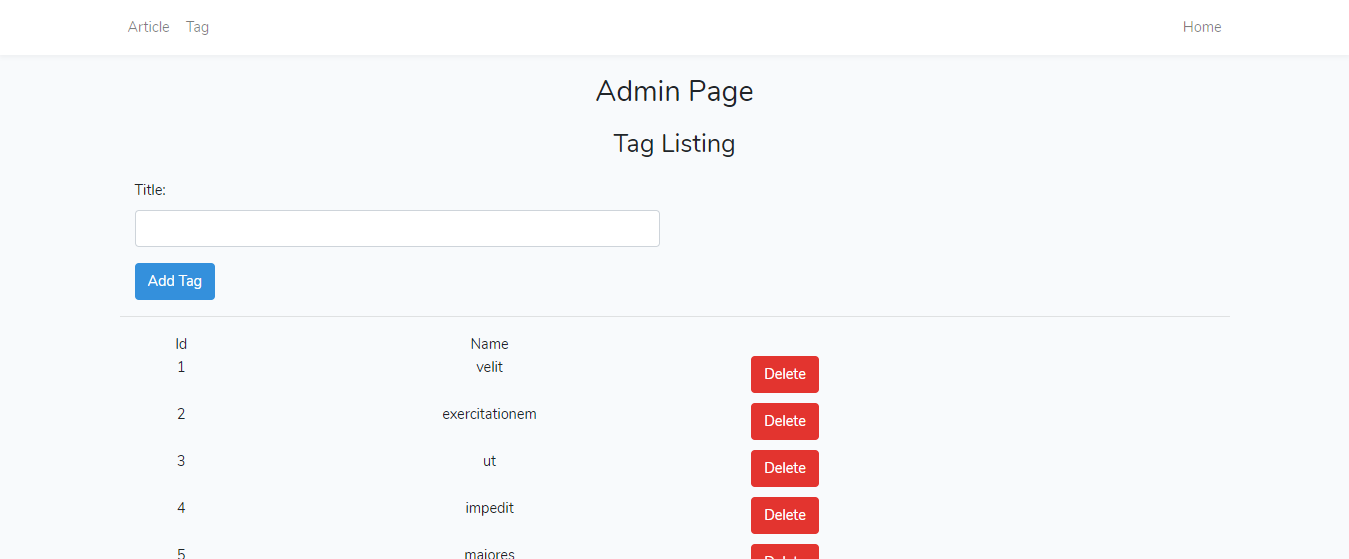 Article Tag Home
Admin Page
Tag Listing
Title:
Add Tag
Id Name
1 velit Delete
2 exercitationem Delete
3 ut Delete
4 impedit Delete
5 maiores Delete